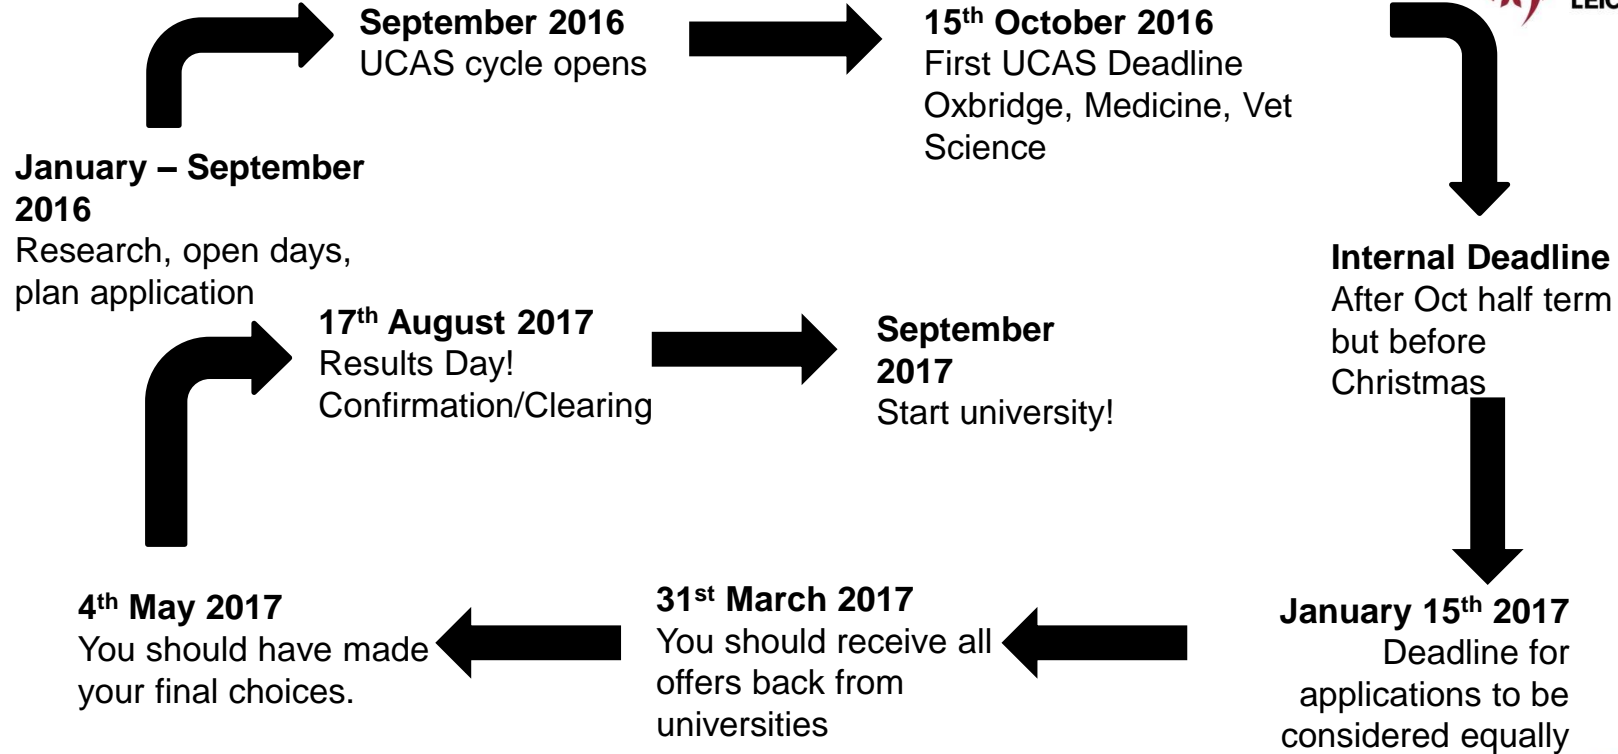 January – September
2016
Research, open days,
plan application
September 2016
UCAS cycle opens
15th October 2016
First UCAS Deadline
Oxbridge, Medicine, Vet
Science
Internal Deadline
After Oct half term
but before
Christmas
January 15th 2017
Deadline for
applications to be
considered equally
31st March 2017
You should receive all
offers back from
universities
4th May 2017
You should have made
your final choices.
17th August 2017
Results Day!
Confirmation/Clearing
September
2017
Start university!